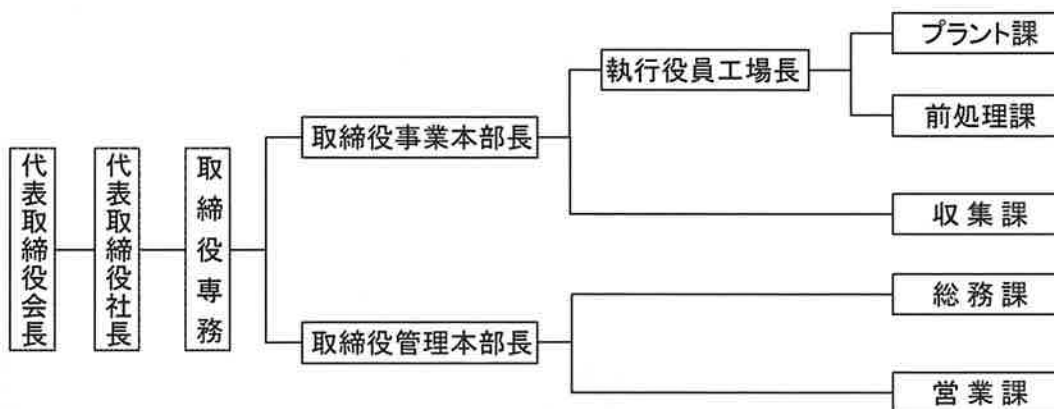 代表取締役会長
代表取締役社長
取締役専務
取締役事業本部長
執行役員工場長
プラント課
前処理課
収集課
取締役管理本部長
総務課
営業課